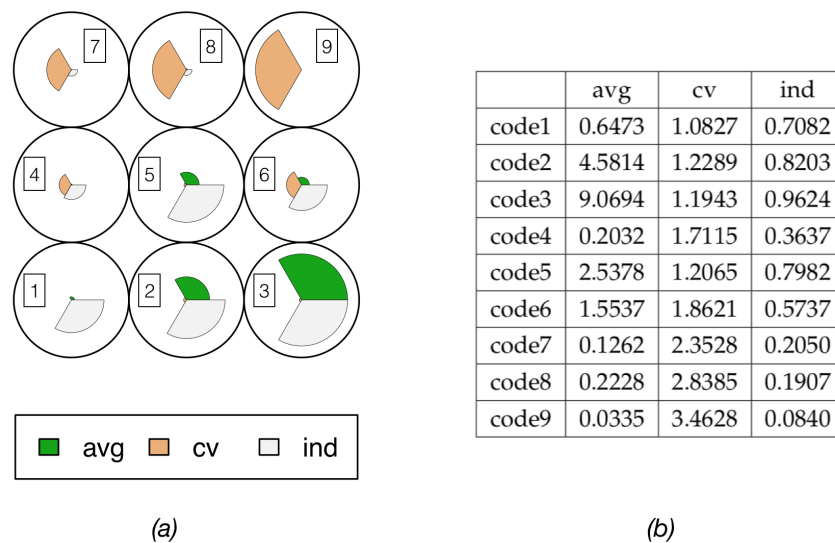 7 8 9
4 5 6
1 2 3
avg cv ind
(a)
avg cv ind
code1 0.6473 1.0827 0.7082
code2 4.5814 1.2289 0.8203
code3 9.0694 1.1943 0.9624
code4 0.2032 1.7115 0.3637
code5 2.5378 1.2065 0.7982
code6 1.5537 1.8621 0.5737
code7 0.1262 2.3528 0.2050
code8 0.2228 2.8385 0.1907
code9 0.0335 3.4628 0.0840
(b)